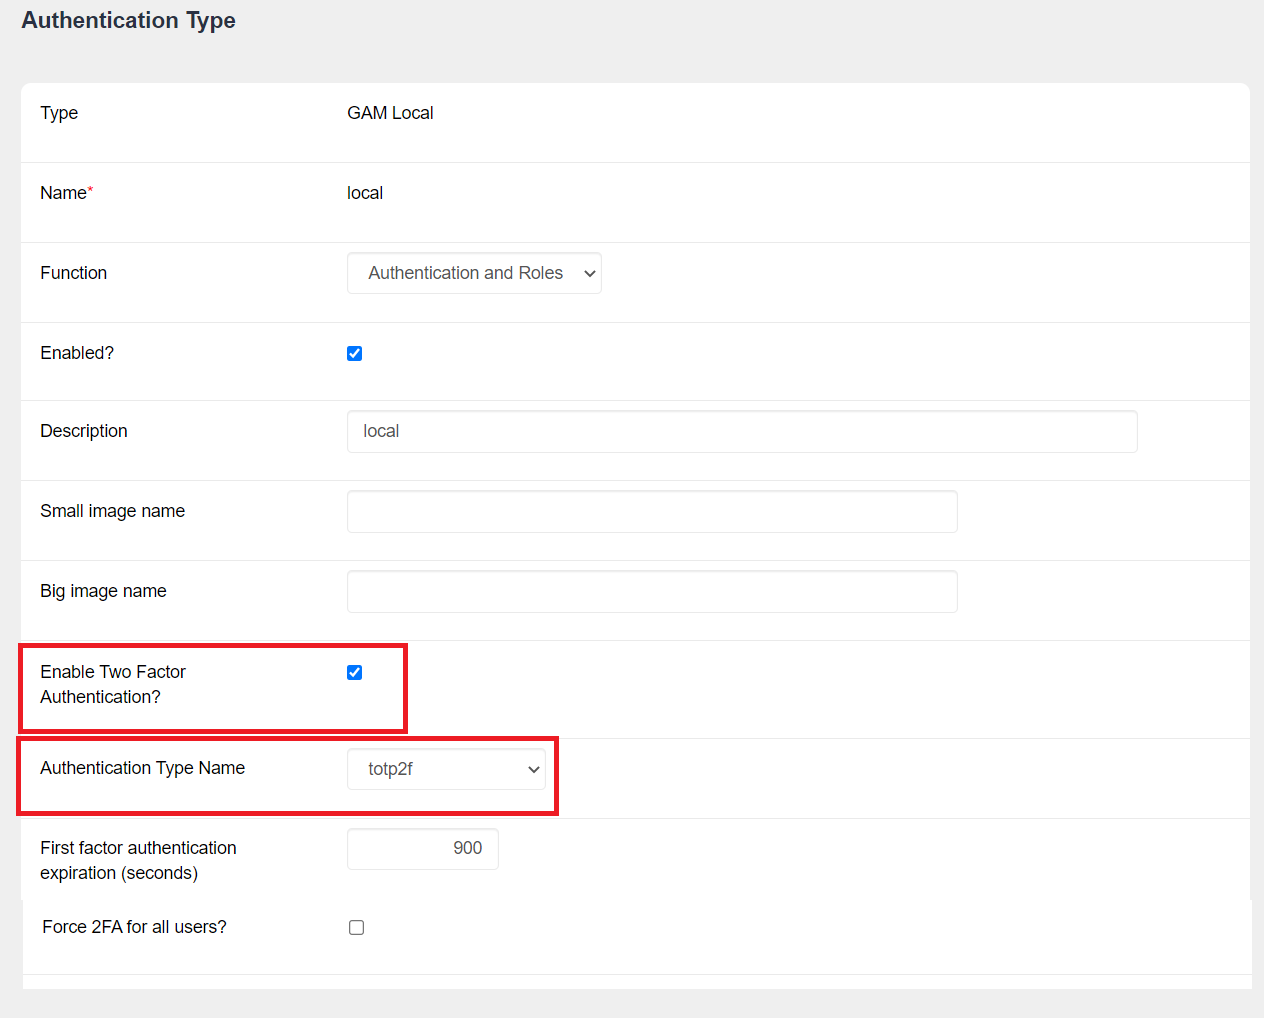 Authentication Type
Type GAM Local
Name* local
Function Authentication and Roles
Enabled?
Description local
Small image name
Big image name
Enable Two Factor
Authentication?
Authentication Type Name totp2f
First factor authentication 900
expiration (seconds)
Force 2FA for all users?